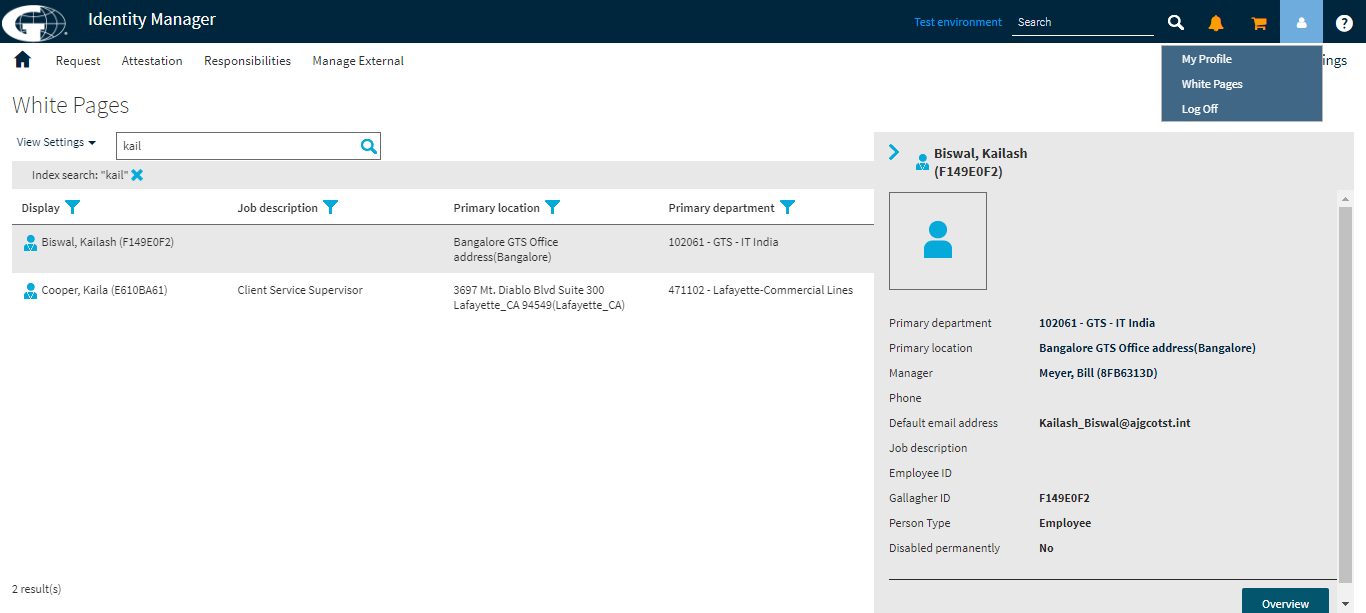 Identity Manager
Test environment
Search
?
Request Attestation Responsibilities Manage External
ings
My Profile
White Pages
Log Off
White Pages
View Settings
kail
Index search: "kail"
Display Job description Primary location Primary department
Biswal, Kailash (F149E0F2) Bangalore GTS Office 102061 - GTS - IT India
address(Bangalore)
Cooper, Kaila (E610BA61) Client Service Supervisor 3697 Mt. Diablo Blvd Suite 300 471102 - Lafayette-Commercial Lines
Lafayette_CA 94549(Lafayette_CA)
2 result(s)
Biswal, Kailash
(F149E0F2)
Primary department 102061 - GTS - IT India
Primary location Bangalore GTS Office address(Bangalore)
Manager Meyer, Bill (8FB6313D)
Phone
Default email address Kailash_Biswal@ajgcotst.int
Job description
Employee ID
Gallagher ID F149E0F2
Person Type Employee
Disabled permanently No
Overview